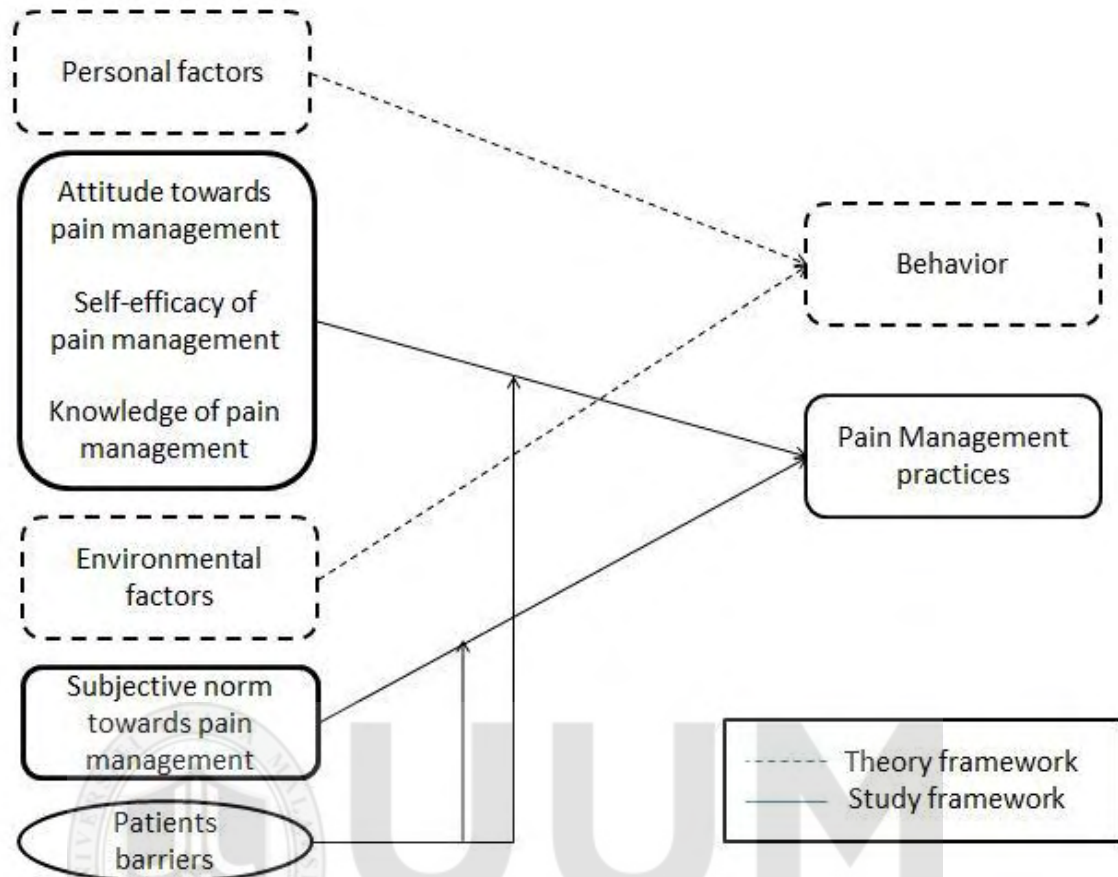 Personal factors
Attitude towards
pain management
Self-efficacy of
pain management
Knowledge of pain
management
Environmental
factors
Subjective norm
towards pain
management
Patients
barriers
Behavior
Pain Management
practices
Theory framework
Study framework
UUM